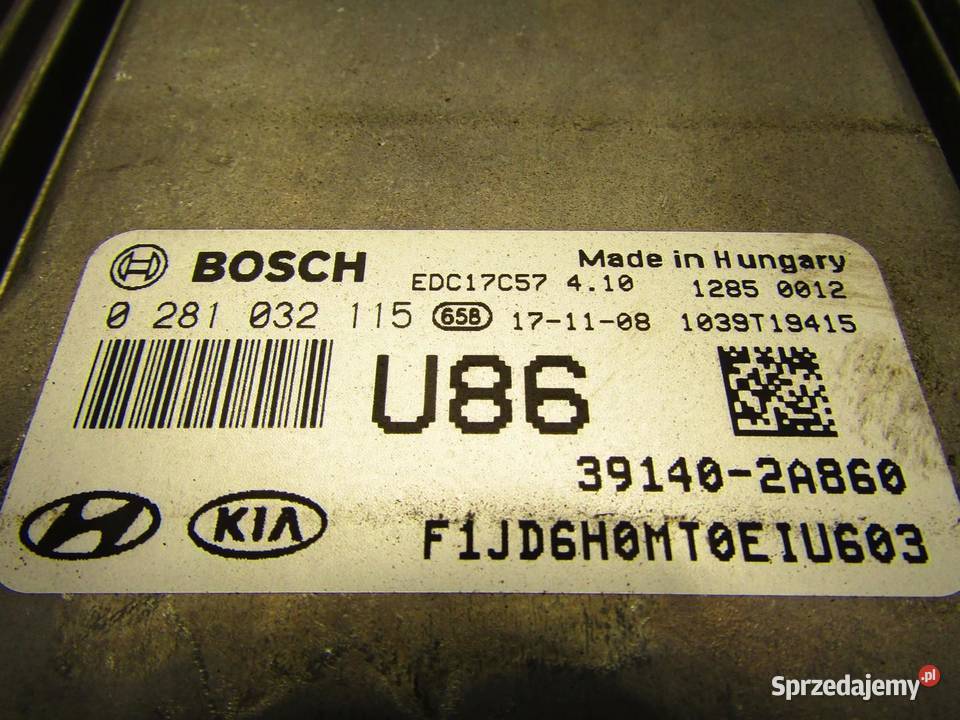 BOSCH
Made in Hungary
EDC17C57 4.10 1285 0012
0 281 032 115 65B 17-11-08 1039T19415
U86
39140-2A860
KIA F1JD6H0MT0EIU603
Sprzedajemy.pl